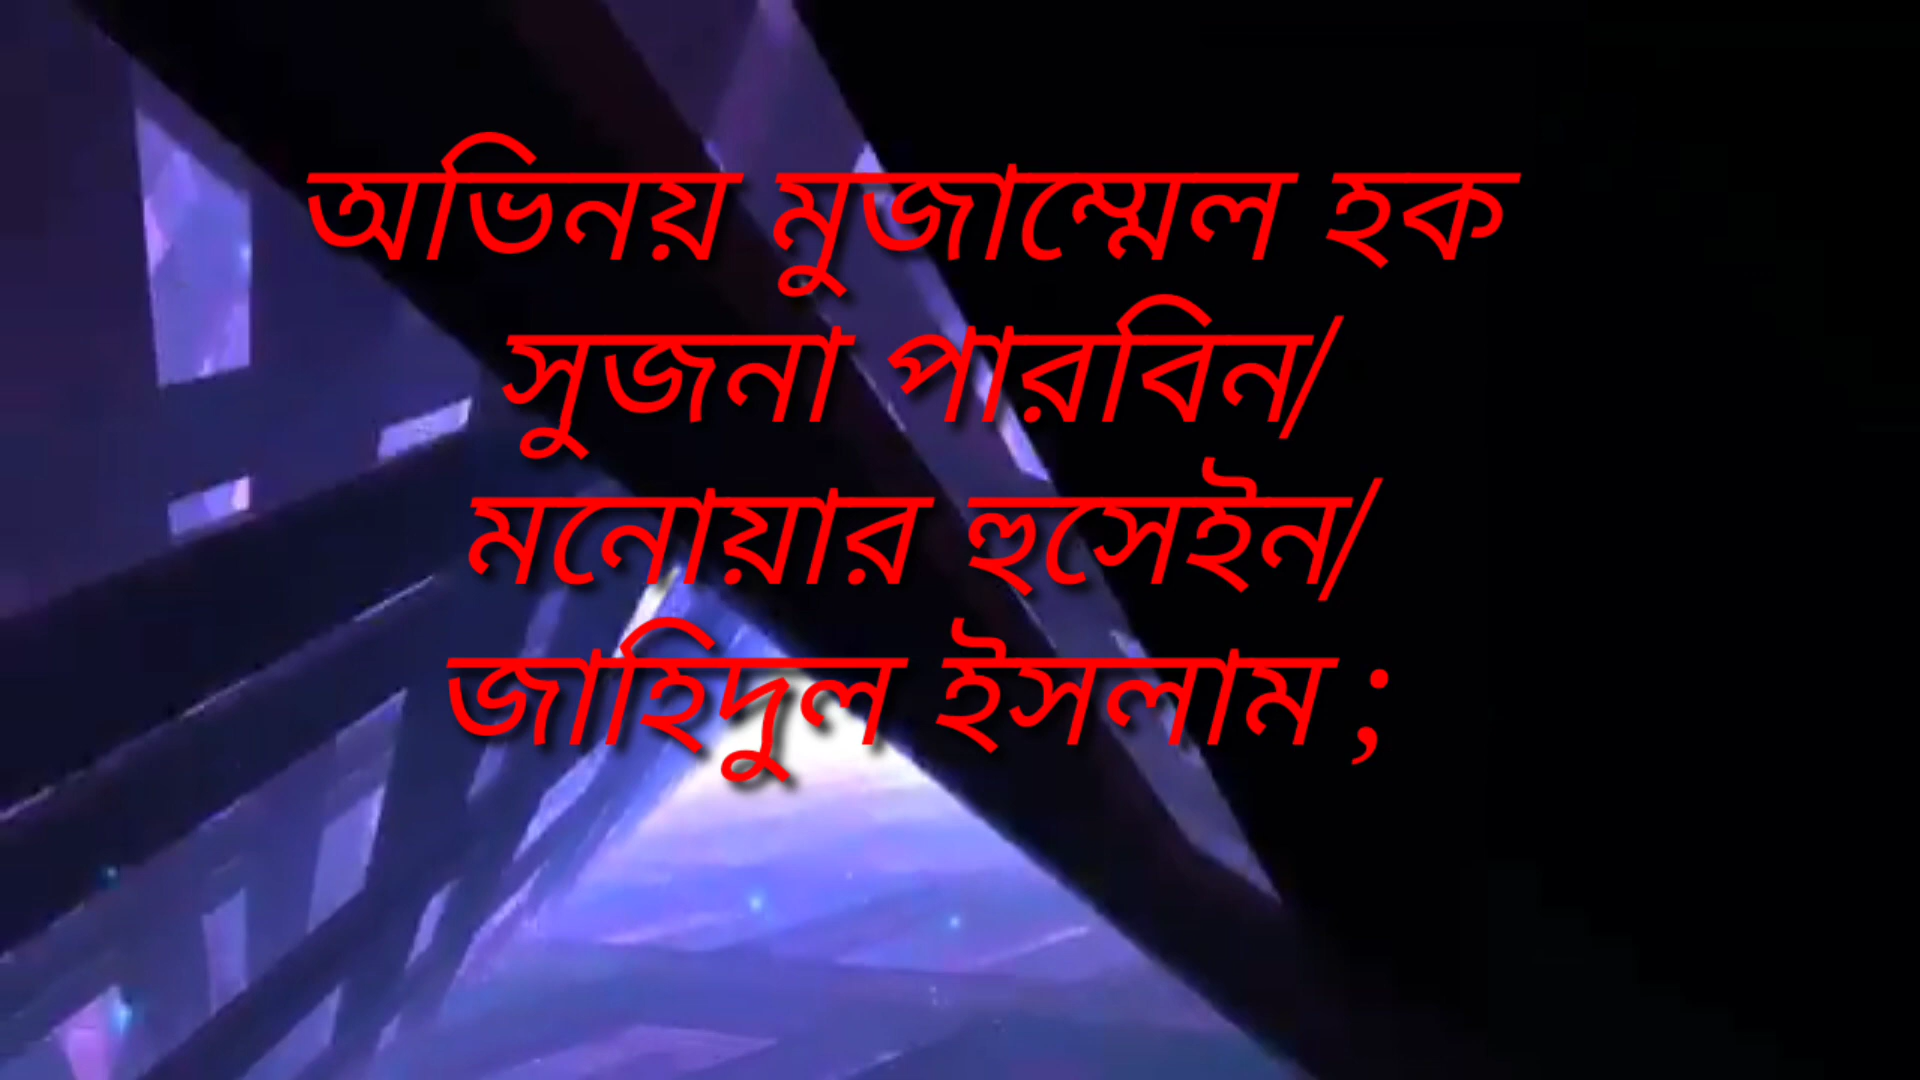 অভিনয় মুজাম্মেল হক
সুজনা পারবিন/
মনোয়ার হুসেইন/
জাহিদুল ইসলাম ;